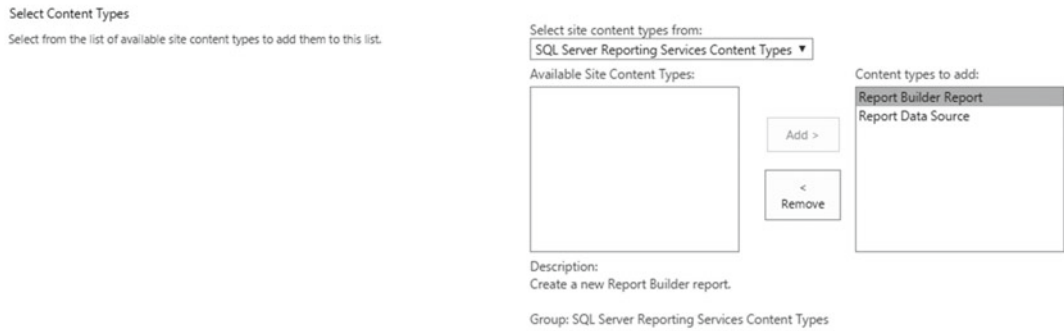 Select Content Types
Select from the list of available site content types to add them to this list.
Select site content types from:
SQL Server Reporting Services Content Types
Available Site Content Types:
Add >
<
Remove
Content types to add:
Report Builder Report
Report Data Source
Description:
Create a new Report Builder report.
Group: SQL Server Reporting Services Content Types